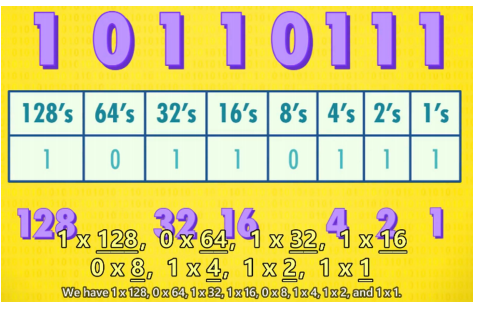 1 0 1 1 0 1 1 1
128's 64's 32's 16's 8's 4's 2's 1's
1 0 1 1 0 1 1 1
128 32 16 4 2 1
1 x 128, 0 x 64, 1 x 32, 1 x 16
0 x 8, 1 x 4, 1 x 2, 1 x 1
We have 1 x 128, 0 x 64, 1 x 32, 1 x 16, 0 x 8, 1 x 4, 1 x 2, and 1 x 1.